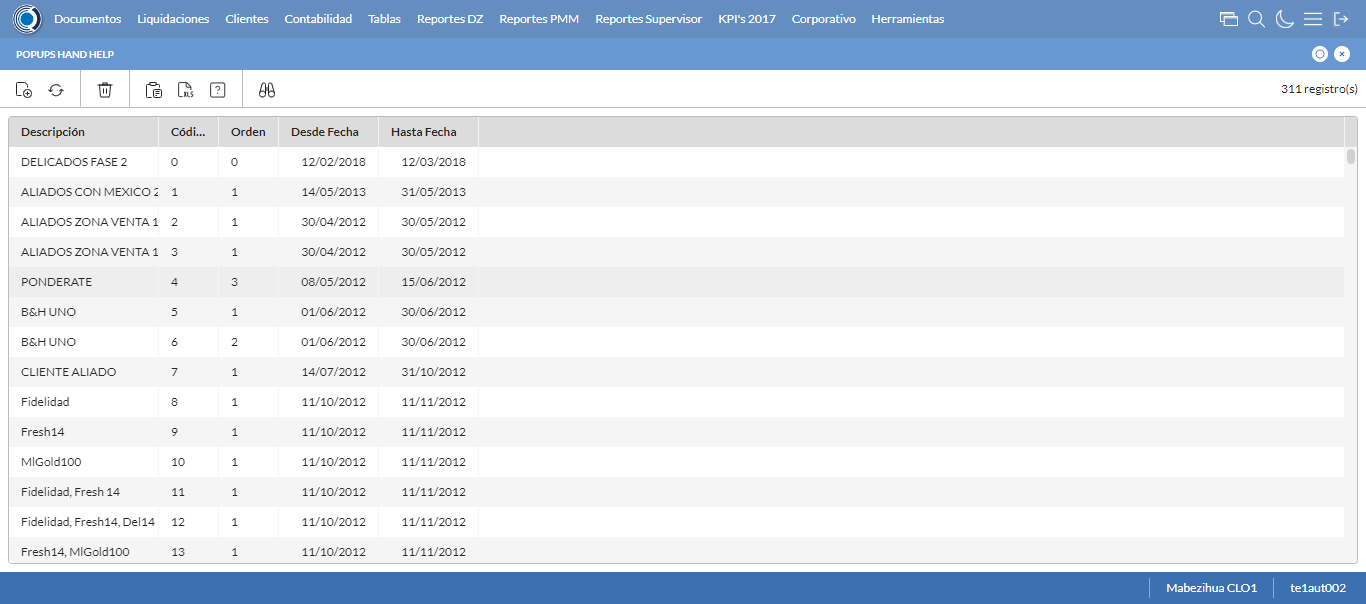 Documentos Liquidaciones Clientes Contabilidad Tablas Reportes DZ Reportes PMM Reportes Supervisor KPI's 2017 Corporativo Herramientas
POPUPS HAND HELP
XLS ? 311 registro(s)
Descripción Códi... Orden Desde Fecha Hasta Fecha
DELICADOS FASE 2 0 0 12/02/2018 12/03/2018
ALIADOS CON MEXICO 2 1 1 14/05/2013 31/05/2013
ALIADOS ZONA VENTA 1 2 1 30/04/2012 30/05/2012
ALIADOS ZONA VENTA 1 3 1 30/04/2012 30/05/2012
PONDERATE 4 3 08/05/2012 15/06/2012
B&H UNO 5 1 01/06/2012 30/06/2012
B&H UNO 6 2 01/06/2012 30/06/2012
CLIENTE ALIADO 7 1 14/07/2012 31/10/2012
Fidelidad 8 1 11/10/2012 11/11/2012
Fresh14 9 1 11/10/2012 11/11/2012
MlGold100 10 1 11/10/2012 11/11/2012
Fidelidad, Fresh 14 11 1 11/10/2012 11/11/2012
Fidelidad, Fresh14, Del14 12 1 11/10/2012 11/11/2012
Fresh14, MlGold100 13 1 11/10/2012 11/11/2012
Mabezihua CLO1 te1aut002